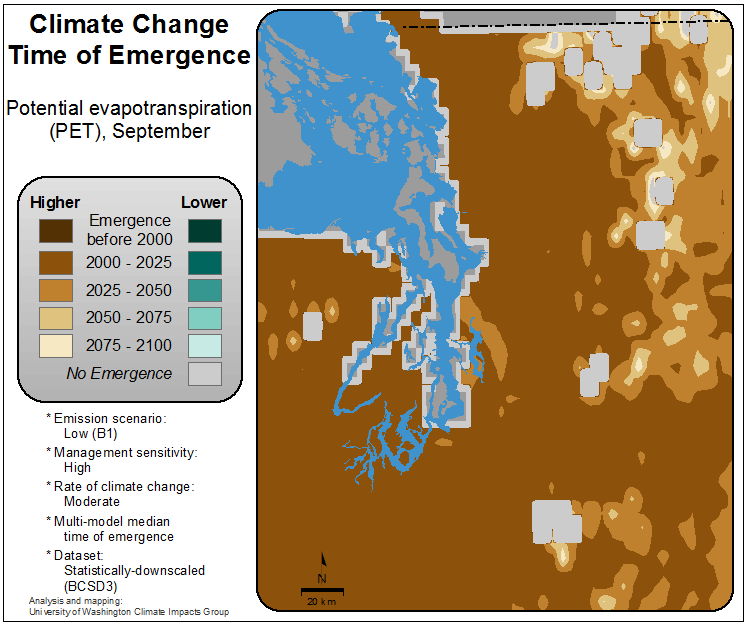 Climate Change
Time of Emergence
Potential evapotranspiration
(PET), September
Higher
Lower
Emergence
before 2000
2000 - 2025
2025 - 2050
2050 - 2075
2075 - 2100
No Emergence
* Emission scenario:
Low (B1)
* Management sensitivity:
High
* Rate of climate change:
Moderate
* Multi-model median
time of emergence
* Dataset:
Statistically-downscaled
(BCSD3)
Analysis and mapping:
University of Washington Climate Impacts Group
N
20 km